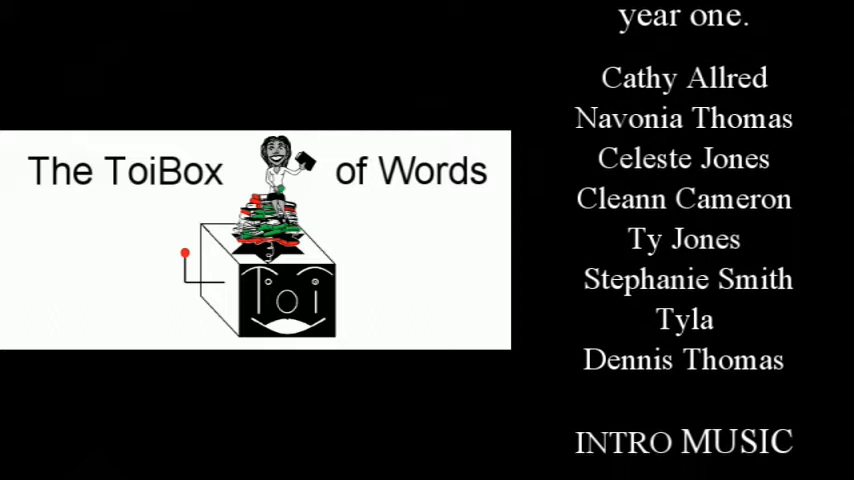 year one.
Cathy Allred
Navonia Thomas
Celeste Jones
Cleann Cameron
Ty Jones
Stephanie Smith
Tyla
Dennis Thomas
INTRO MUSIC
The ToiBox of Words
Toi